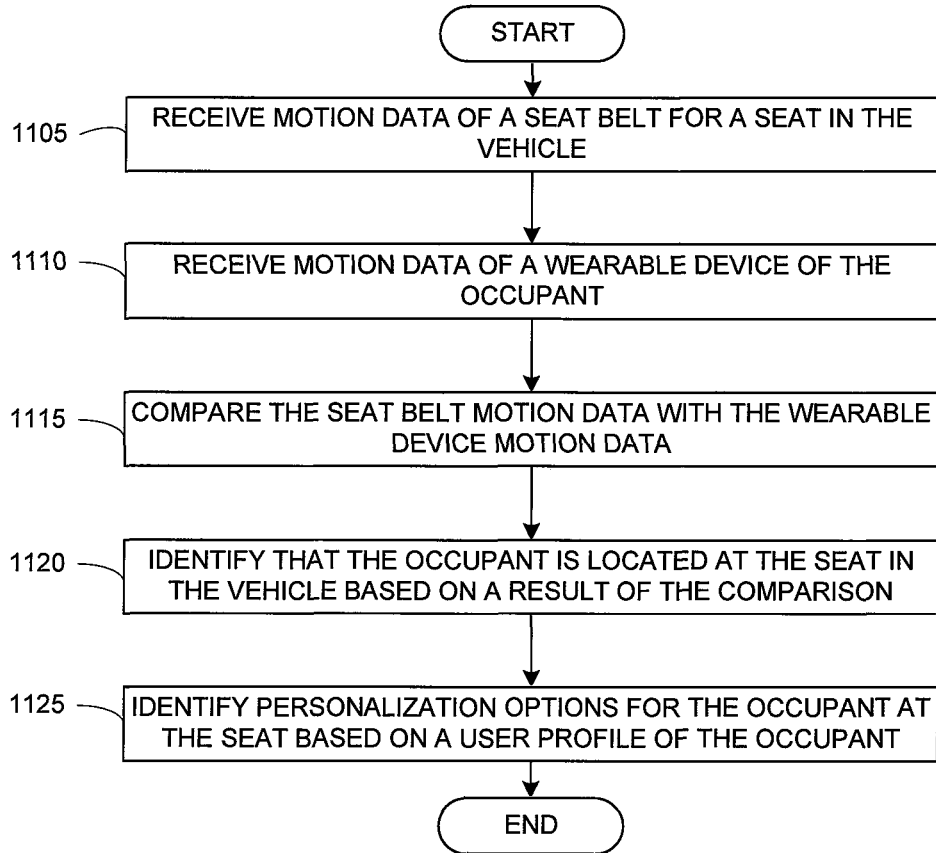 START
1105
RECEIVE MOTION DATA OF A SEAT BELT FOR A SEAT IN THE
VEHICLE
1110
RECEIVE MOTION DATA OF A WEARABLE DEVICE OF THE
OCCUPANT
1115
COMPARE THE SEAT BELT MOTION DATA WITH THE WEARABLE
DEVICE MOTION DATA
1120
IDENTIFY THAT THE OCCUPANT IS LOCATED AT THE SEAT IN
THE VEHICLE BASED ON A RESULT OF THE COMPARISON
1125
IDENTIFY PERSONALIZATION OPTIONS FOR THE OCCUPANT AT
THE SEAT BASED ON A USER PROFILE OF THE OCCUPANT
END